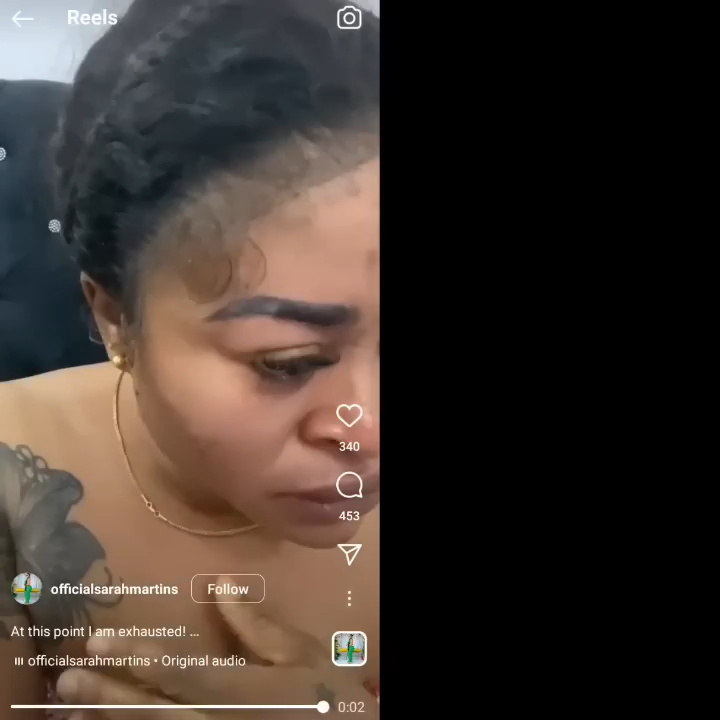 Reels
340
453
officialsarahmartins Follow
At this point I am exhausted! ...
officialsarahmartins • Original audio
0:02